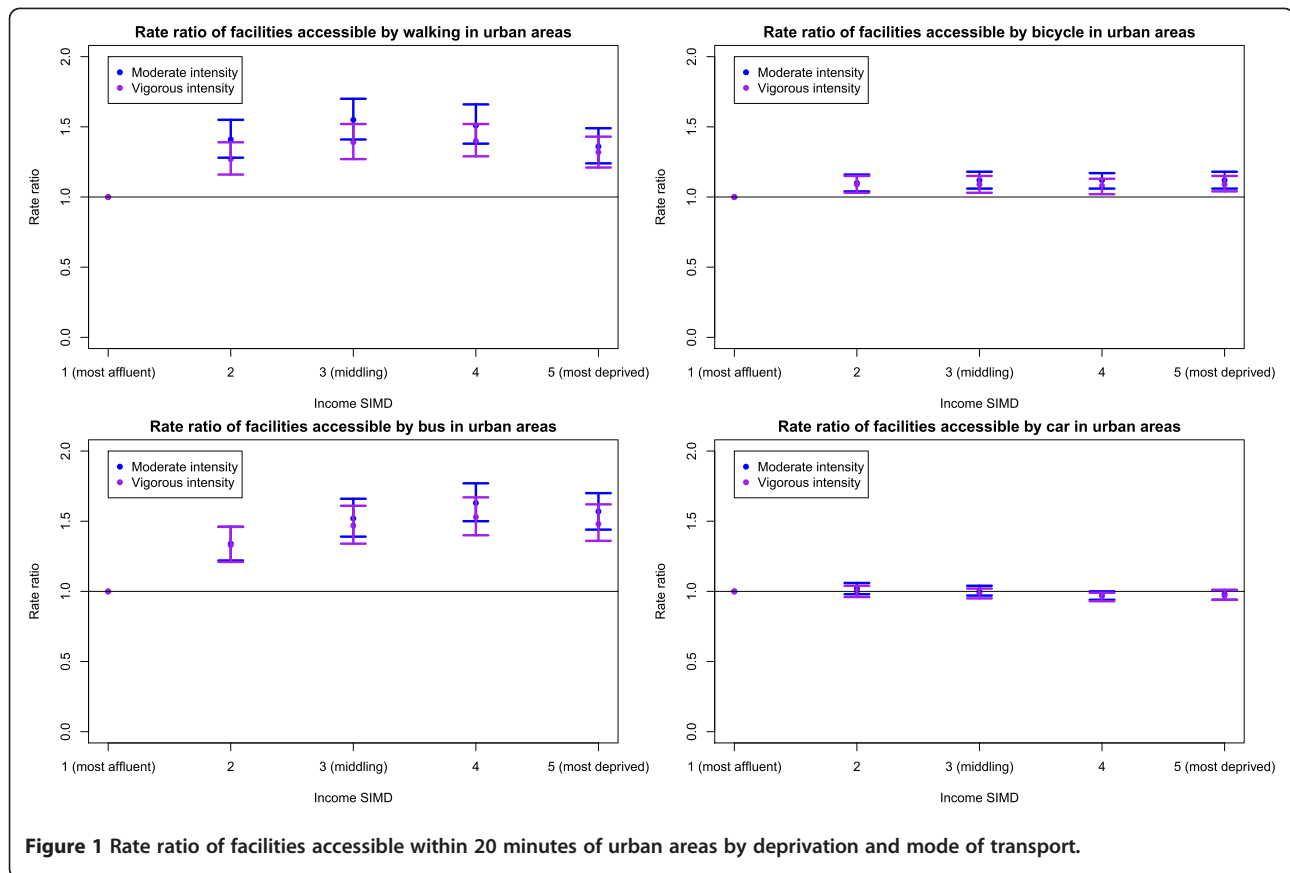 Rate ratio of facilities accessible by walking in urban areas
2.0
1.5
1.0
0.5
0.0
Rate ratio
Moderate intensity
Vigorous intensity
1 (most affluent) 2 3 (middling) 4 5 (most deprived)
Income SIMD
Rate ratio of facilities accessible by bicycle in urban areas
2.0
1.5
1.0
0.5
0.0
Rate ratio
Moderate intensity
Vigorous intensity
1 (most affluent) 2 3 (middling) 4 5 (most deprived)
Income SIMD
Rate ratio of facilities accessible by bus in urban areas
2.0
1.5
1.0
0.5
0.0
Rate ratio
Moderate intensity
Vigorous intensity
1 (most affluent) 2 3 (middling) 4 5 (most deprived)
Income SIMD
Rate ratio of facilities accessible by car in urban areas
2.0
1.5
1.0
0.5
0.0
Rate ratio
Moderate intensity
Vigorous intensity
1 (most affluent) 2 3 (middling) 4 5 (most deprived)
Income SIMD
Figure 1 Rate ratio of facilities accessible within 20 minutes of urban areas by deprivation and mode of transport.